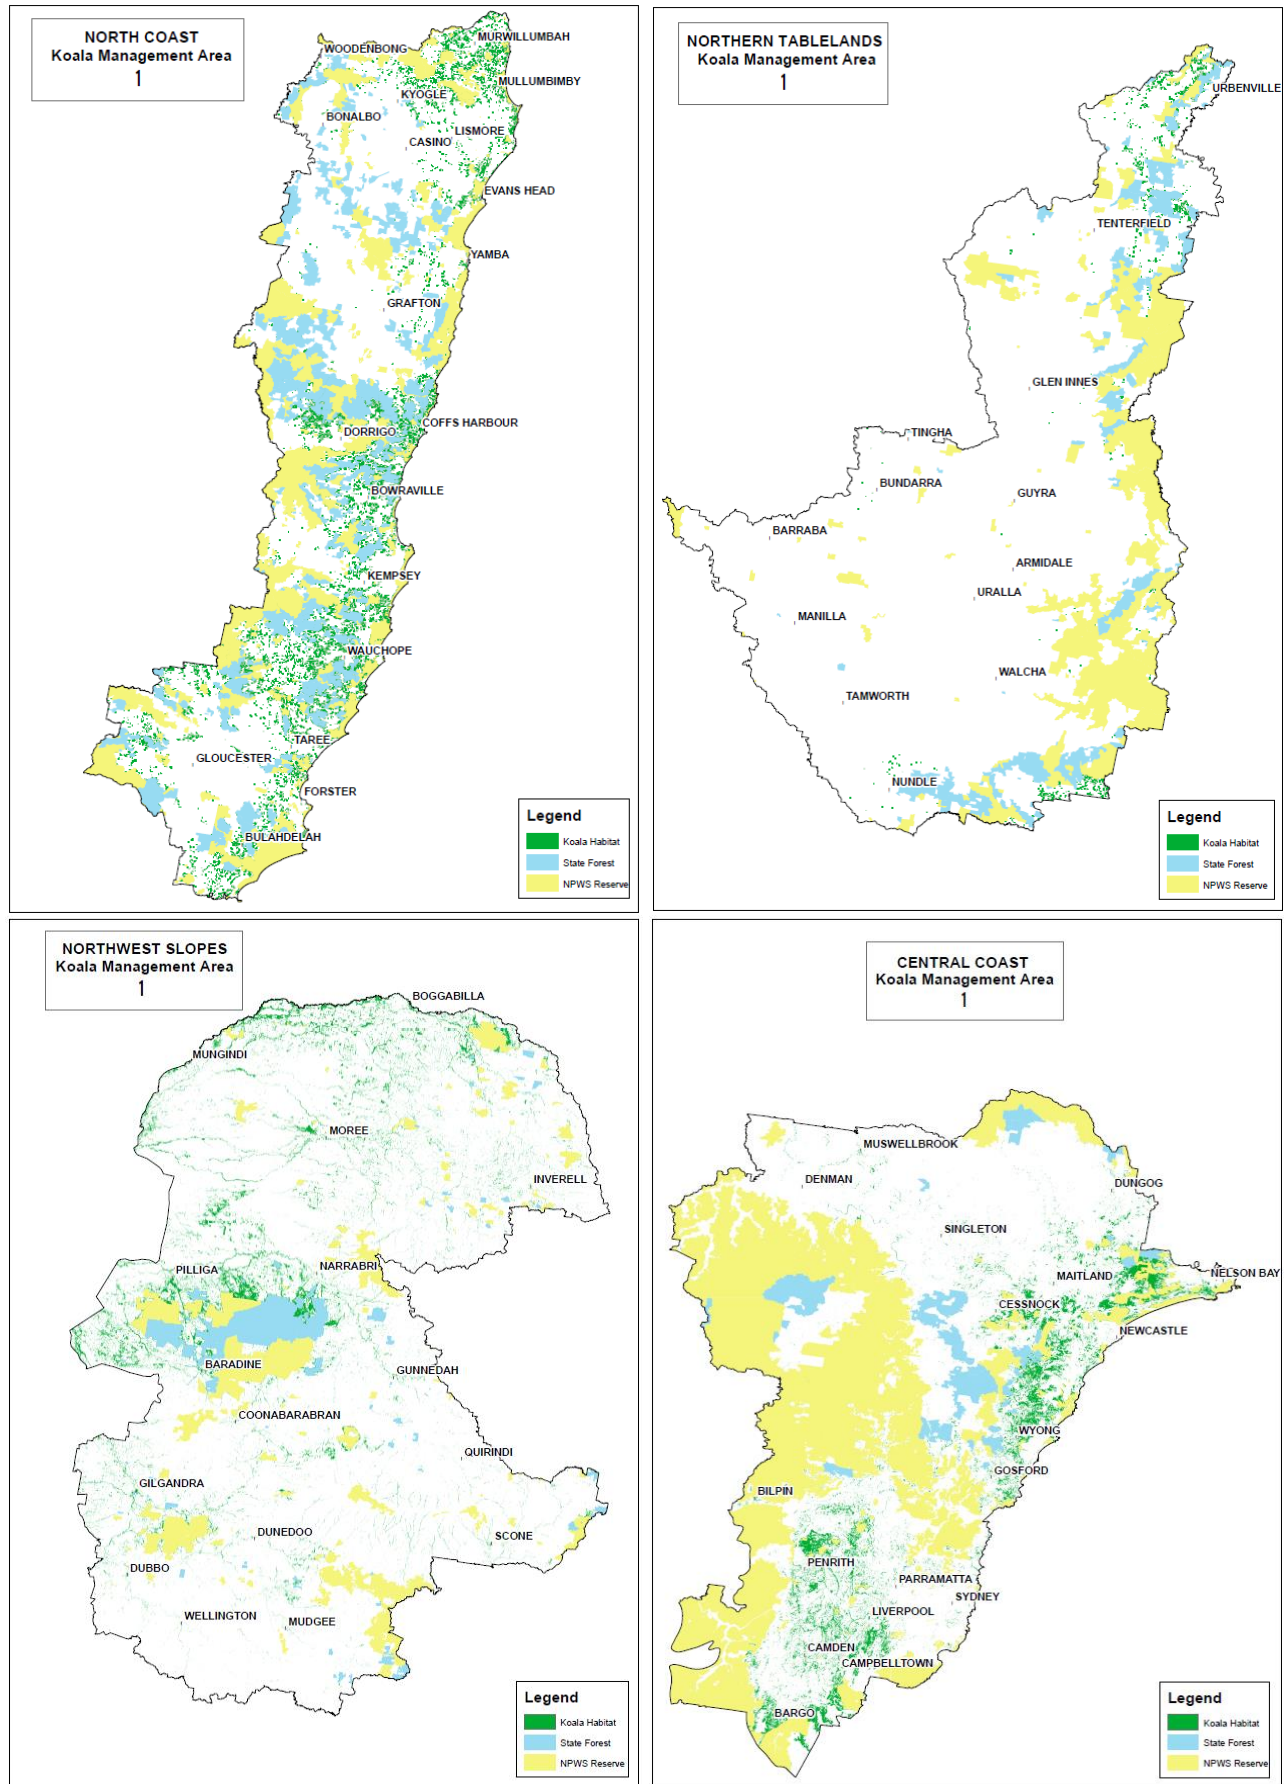 NORTH COAST
Koala Management Area
1
WOODENBONG
MURWILLUMBAH
MULLUMBIMBY
KYOGLE
BONALBO
LISMORE
CASINO
EVANS HEAD
YAMBA
GRAFTON
COFFS HARBOUR
DORRIGO
BOWRAVILLE
KEMPSEY
WAUCHOPE
TAREE
GLOUCESTER
FORSTER
BULAHDELAH
Legend
Koala Habitat
State Forest
NPWS Reserve
NORTHERN TABLELANDS
Koala Management Area
1
URBENVILLE
TENTERFIELD
GLEN INNES
TINGHA
BUNDARRA
GUYRA
BARRABA
ARMIDALE
URALLA
MANILLA
WALCHA
TAMWORTH
NUNDLE
Legend
Koala Habitat
State Forest
NPWS Reserve
NORTHWEST SLOPES
Koala Management Area
1
BOGGABILLA
MUNGINDI
MOREE
INVERELL
NARRABRI
PILLIGA
BARADINE
GUNNEDAH
COONABARABRAN
QUIRINDI
GILGANDRA
DUNEDOO
SCONE
DUBBO
WELLINGTON
MUDGEE
Legend
Koala Habitat
State Forest
NPWS Reserve
CENTRAL COAST
Koala Management Area
1
MUSWELLBROOK
DENMAN
DUNGOG
SINGLETON
MAITLAND
NELSON BAY
CESSNOCK
NEWCASTLE
WYONG
GOSFORD
BILPIN
PENRITH
PARRAMATTA
SYDNEY
LIVERPOOL
CAMDEN
CAMPBELLTOWN
BARGO
Legend
Koala Habitat
State Forest
NPWS Reserve